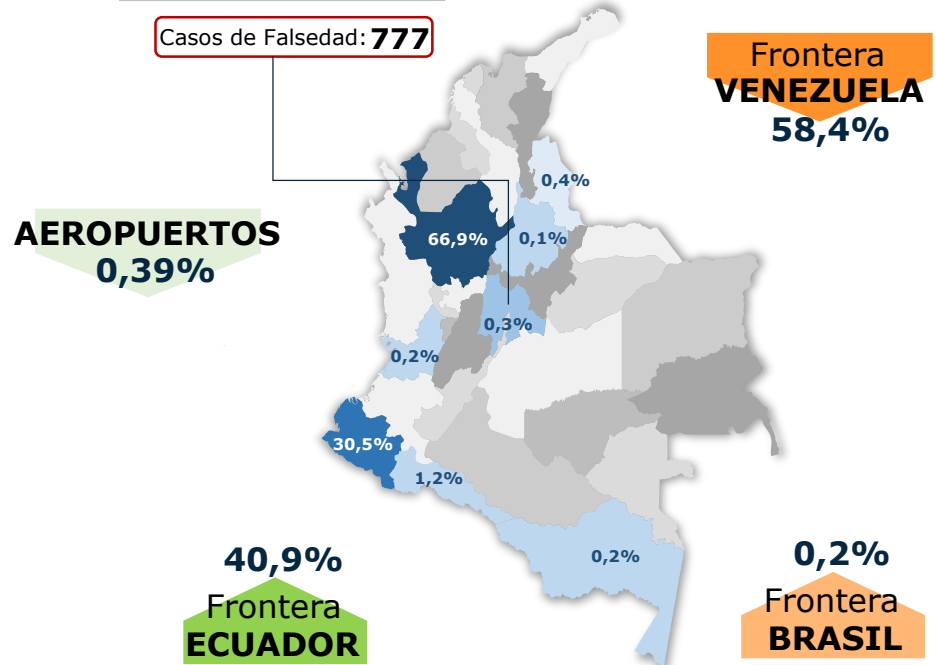 Casos de Falsedad: 777
Frontera
VENEZUELA
58,4%
AEROPUERTOS
0,39%
0,4%
66,9%
0,1%
0,3%
0,2%
30,5%
1,2%
0,2%
40,9%
Frontera
ECUADOR
0,2%
Frontera
BRASIL